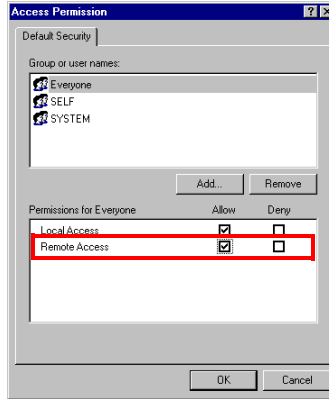 Access Permission
Default Security
Group or user names:
Everyone
SELF
SYSTEM
Add... Remove
Permissions for Everyone Allow Deny
Local Access
Remote Access
OK Cancel